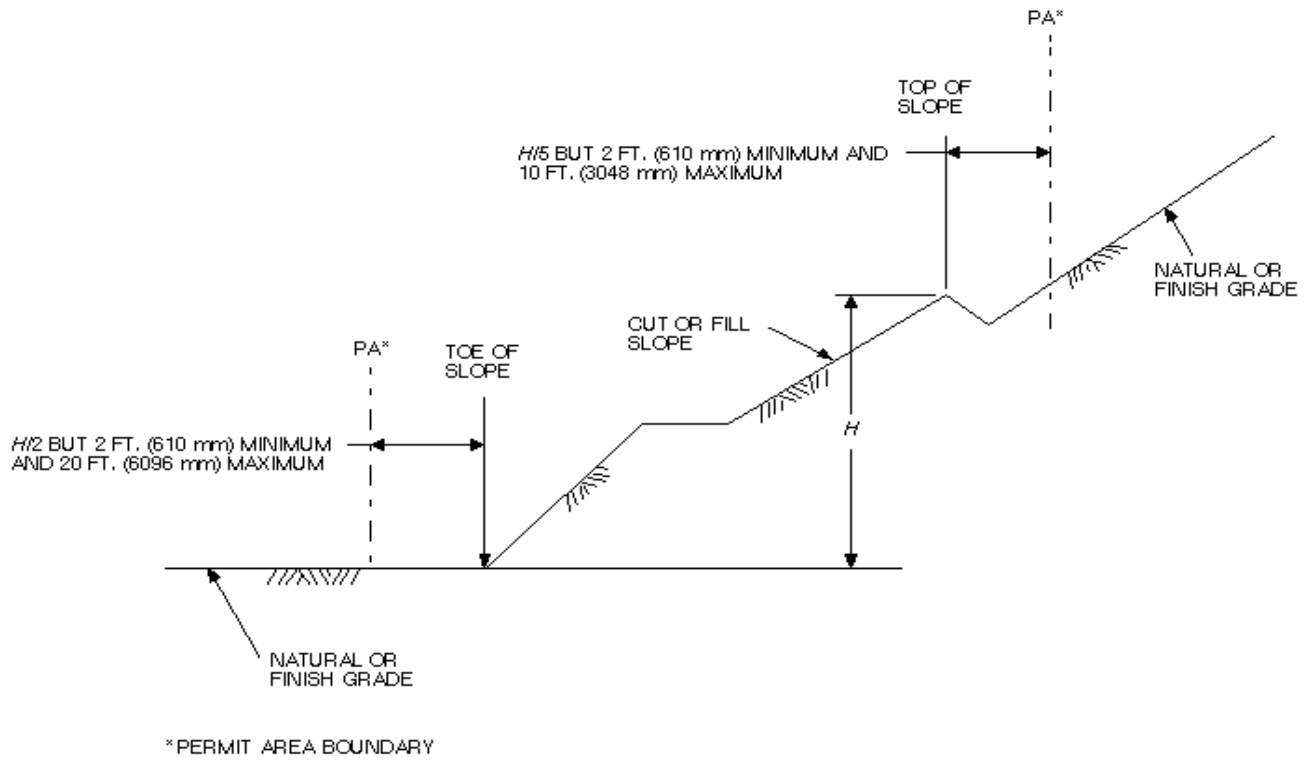 PA*
TOP OF
SLOPE
H/5 BUT 2 FT. (610 mm) MINIMUM AND
10 FT. (3048 mm) MAXIMUM
NATURAL OR
FINISH GRADE
CUT OR FILL
SLOPE
PA*
TOE OF
SLOPE
H
H/2 BUT 2 FT. (610 mm) MINIMUM
AND 20 FT. (6096 mm) MAXIMUM
NATURAL OR
FINISH GRADE
*PERMIT AREA BOUNDARY